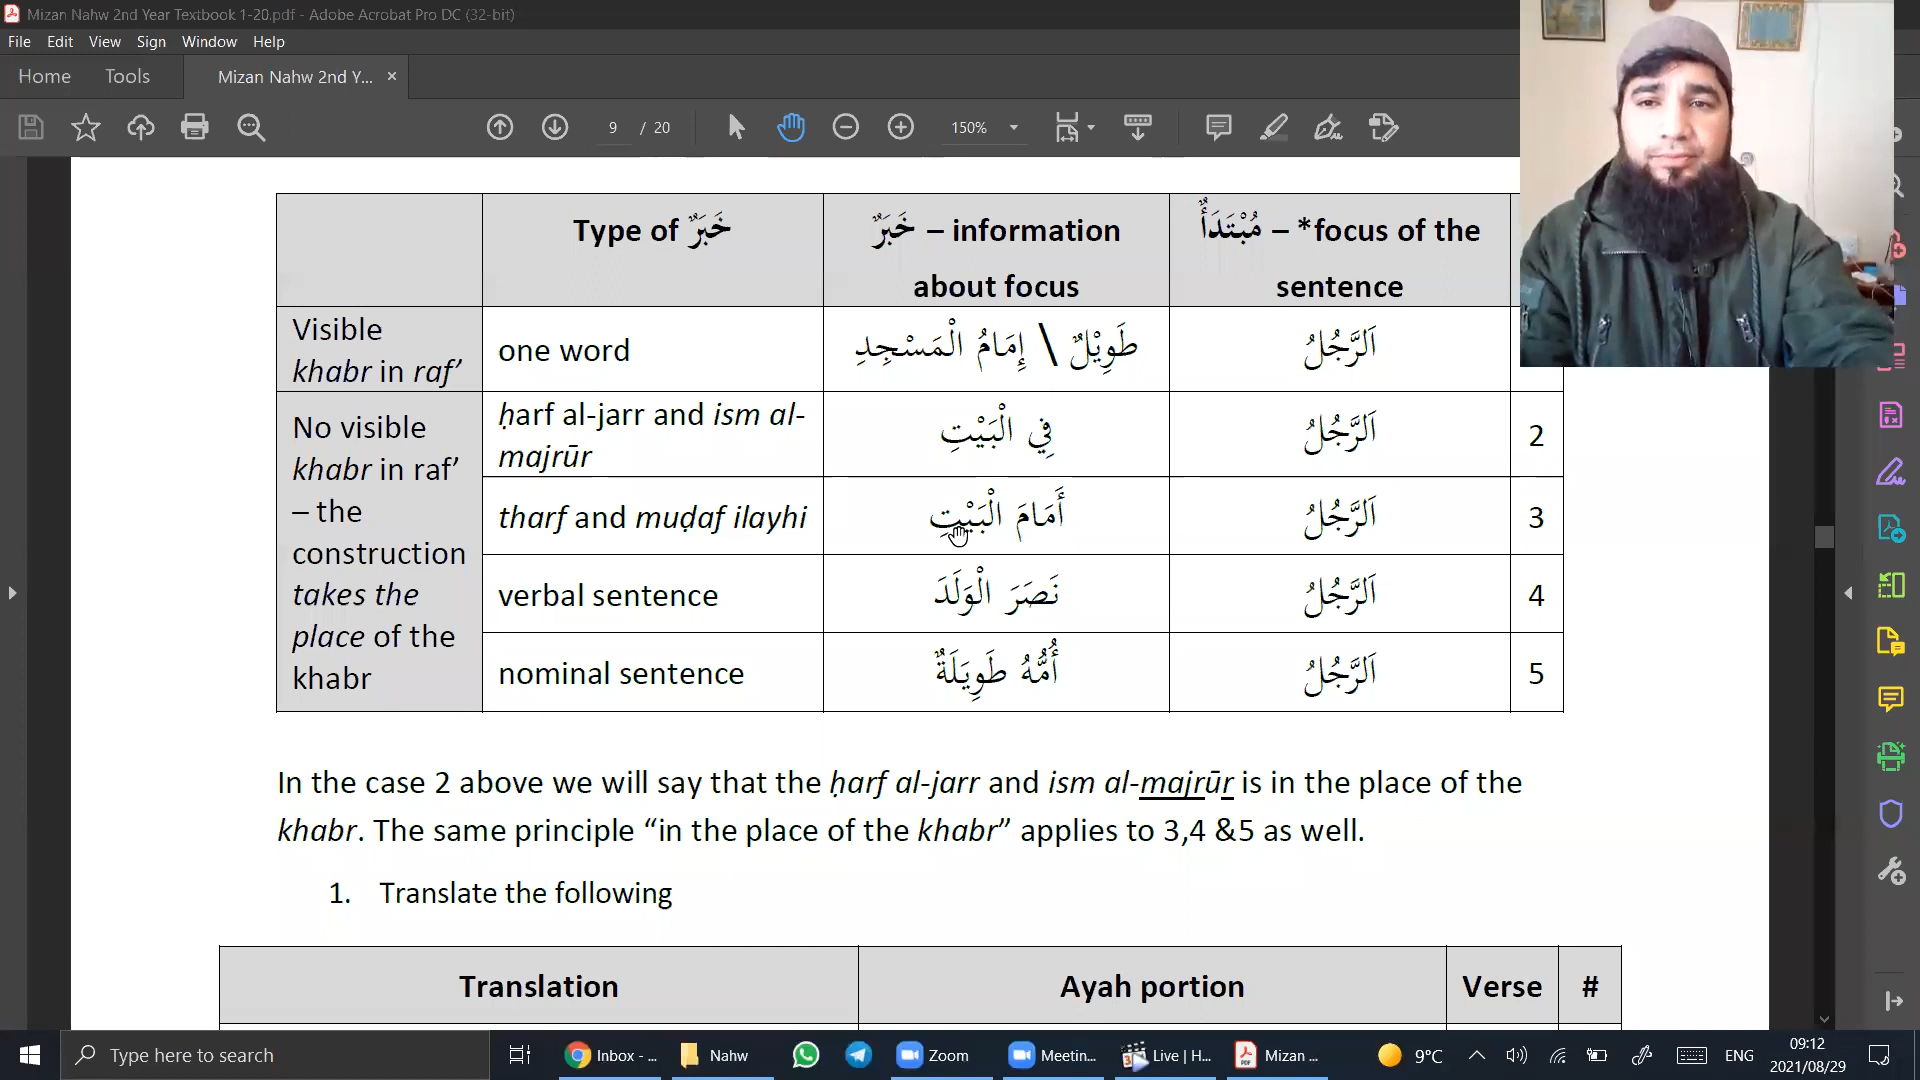 Mizan Nahw 2nd Year Textbook 1-20.pdf - Adobe Acrobat Pro DC (32-bit)
File Edit View Sign Window Help
Home Tools Mizan Nahw 2nd Y... ×
9 / 20 150%
Type of خَبَرٌ
خَبَرٌ – information
about focus
مُبْتَدَأٌ – *focus of the
sentence
Visible
khabr in raf’
one word
طَوِيْلٌ \ إِمَامُ الْمَسْجِدِ
اَلرَّجُلُ
No visible
khabr in raf’
– the
construction
takes the
place of the
khabr
ḥarf al-jarr and ism al-
majrūr
فِي الْبَيْتِ
اَلرَّجُلُ
2
tharf and muḍaf ilayhi
أَمَامَ الْبَيْتِ
اَلرَّجُلُ
3
verbal sentence
نَصَرَ الْوَلَدَ
اَلرَّجُلُ
4
nominal sentence
أُمُّهُ طَوِيَلَةٌ
اَلرَّجُلُ
5
In the case 2 above we will say that the ḥarf al-jarr and ism al-majrūr is in the place of the
khabr. The same principle “in the place of the khabr” applies to 3,4 &5 as well.
1. Translate the following
Translation Ayah portion Verse #
Type here to search
Inbox - ...
Nahw
Zoom
Meetin...
Live | H...
Mizan ...
9°C
ENG
09:12
2021/08/29